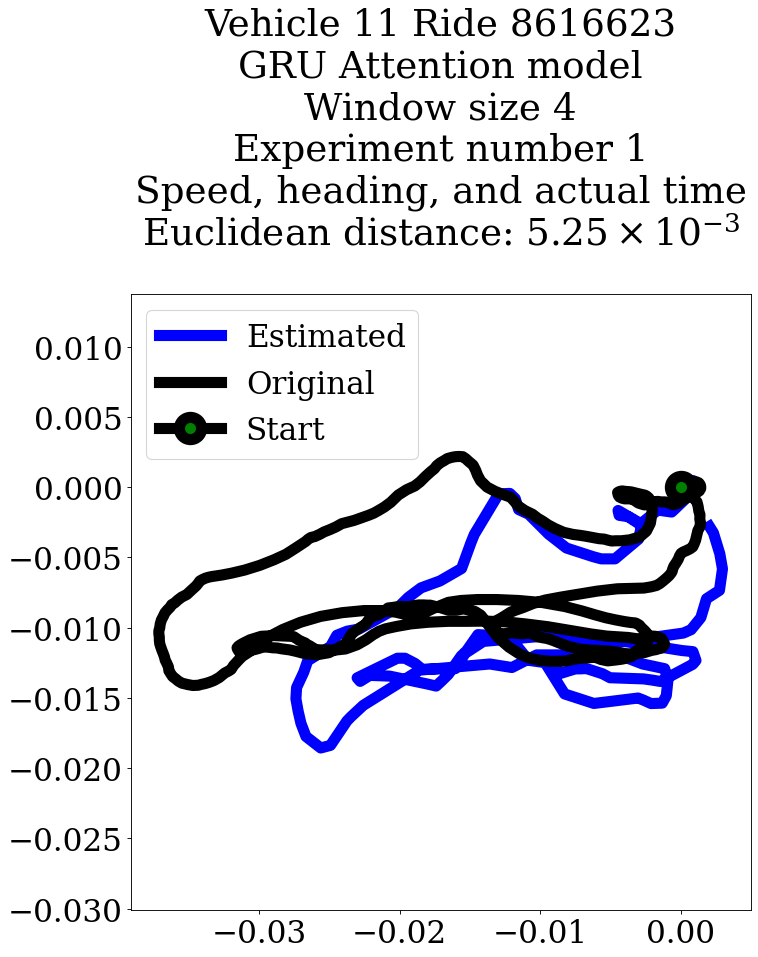 Vehicle 11 Ride 8616623
GRU Attention model
Window size 4
Experiment number 1
Speed, heading, and actual time
Euclidean distance: 5.25 × 10⁻³
Estimated
Original
Start
0.010
0.005
0.000
−0.005
−0.010
−0.015
−0.020
−0.025
−0.030
−0.03 −0.02 −0.01 0.00